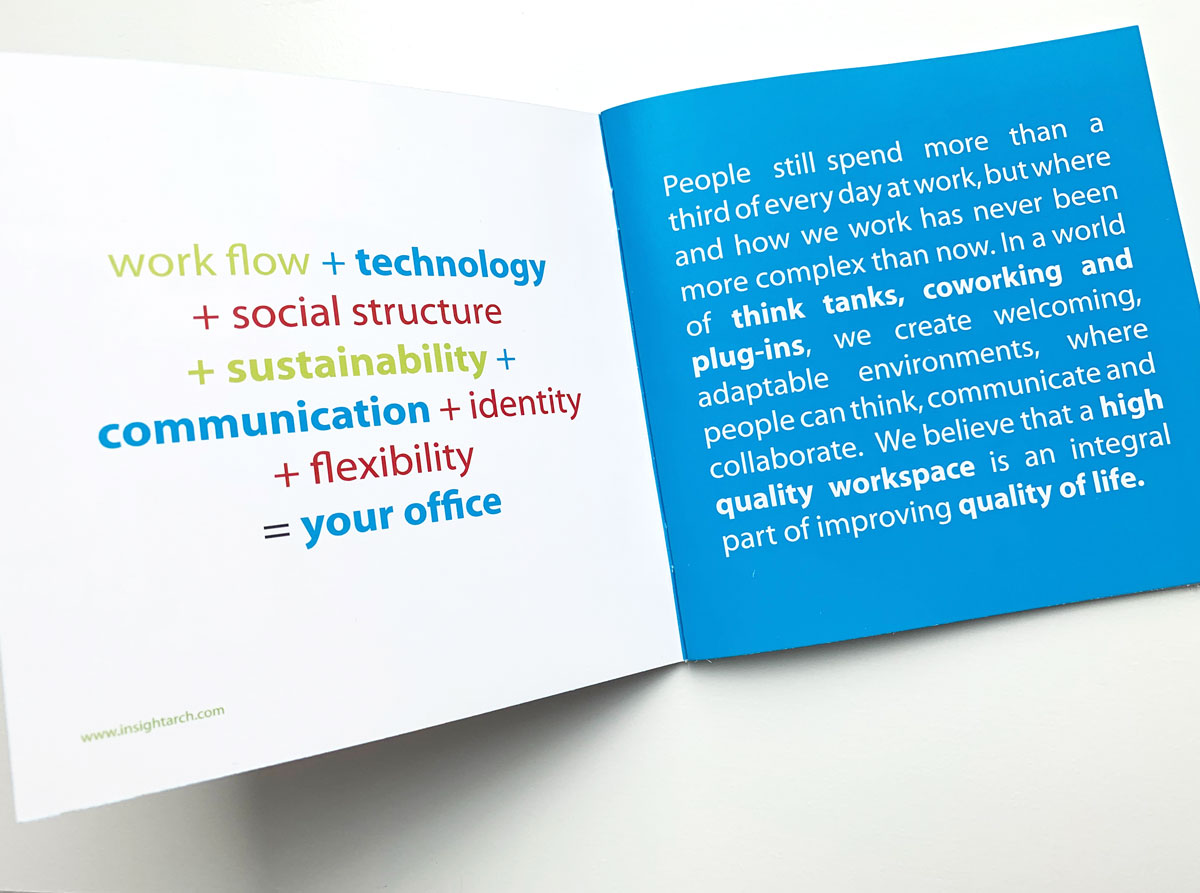 work flow + technology
+ social structure
+ sustainability +
communication + identity
+ flexibility
= your office
www.insightarch.com
People still spend more than a
third of every day at work, but where
and how we work has never been
more complex than now. In a world
of think tanks, coworking and
plug-ins, we create welcoming,
adaptable environments, where
people can think, communicate and
collaborate. We believe that a high
quality workspace is an integral
part of improving quality of life.